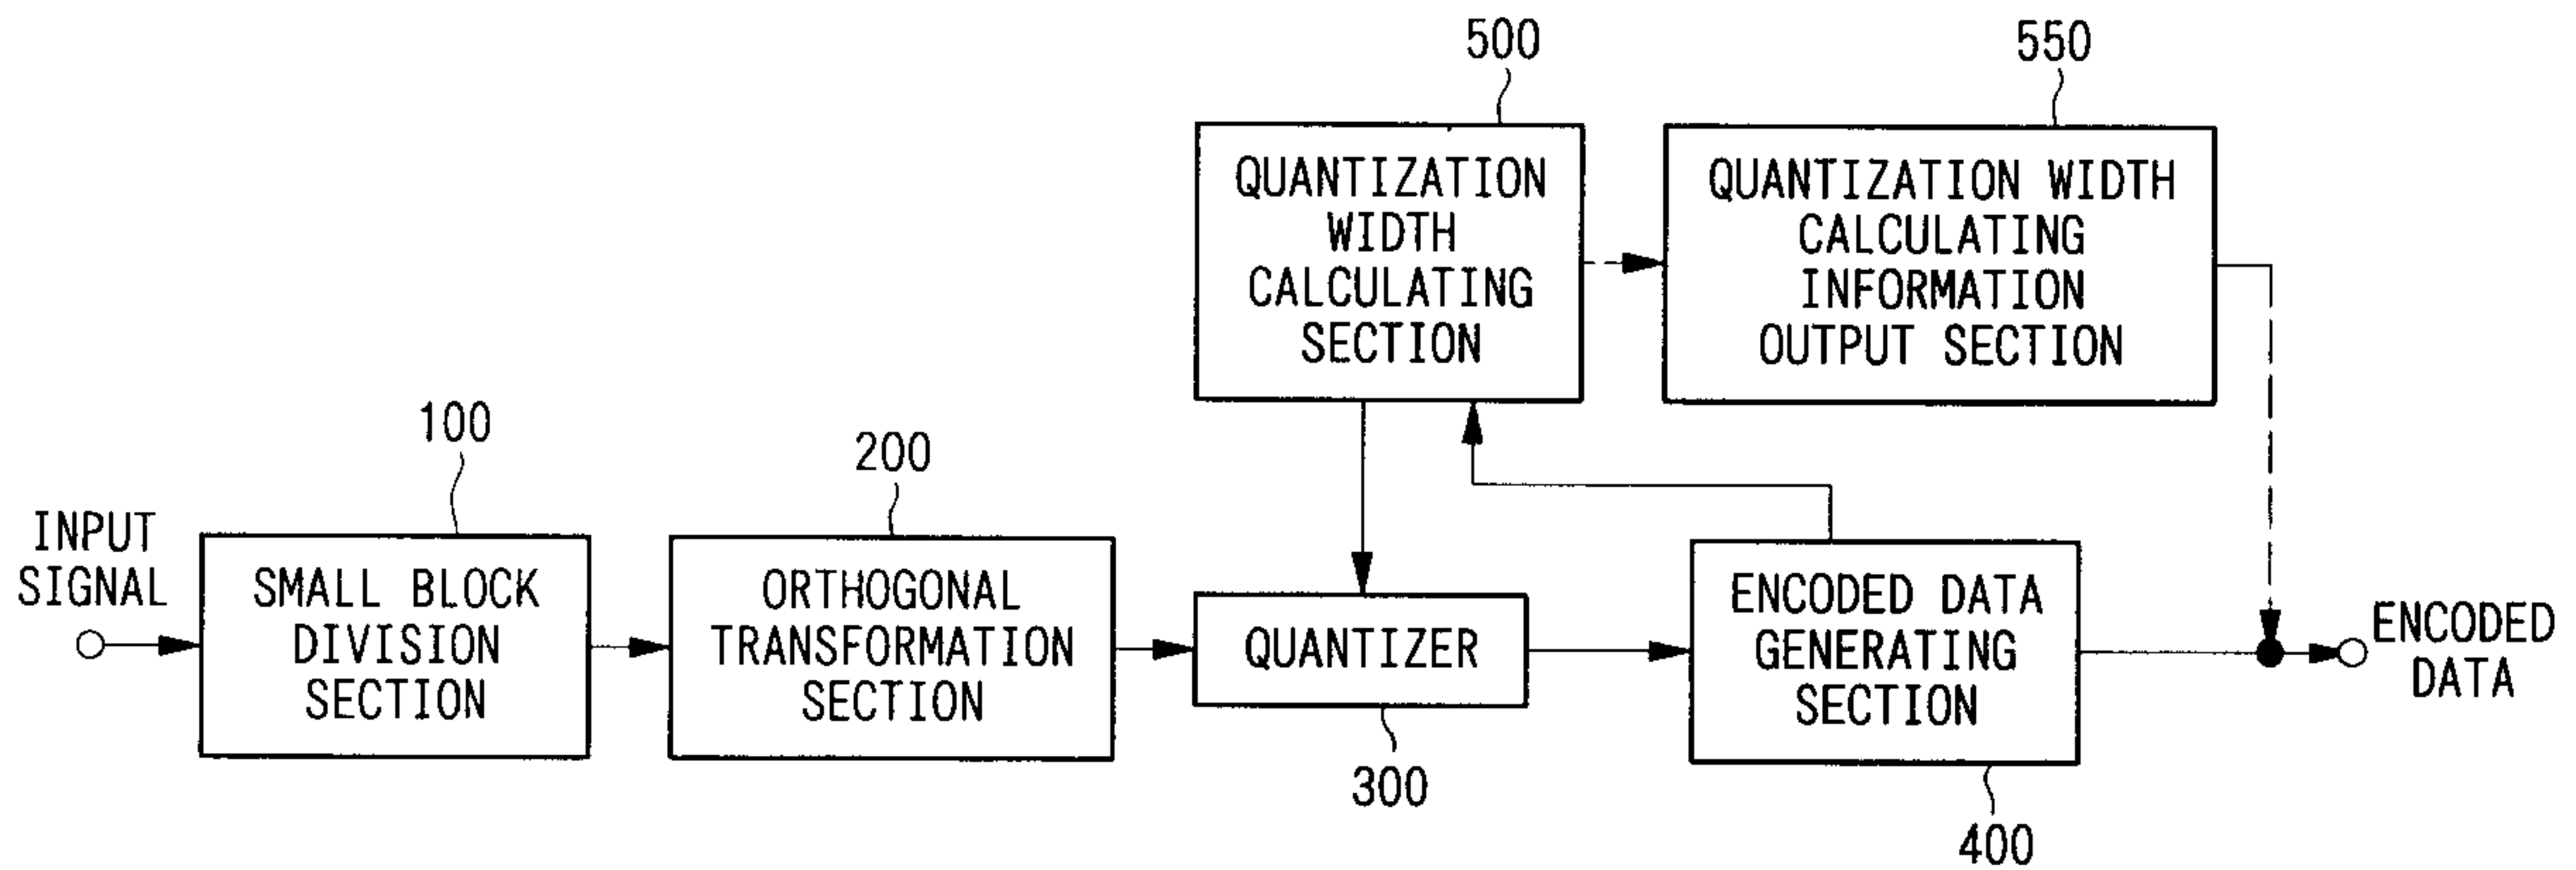 500
550
QUANTIZATION
WIDTH
CALCULATING
SECTION
QUANTIZATION WIDTH
CALCULATING
INFORMATION
OUTPUT SECTION
100
200
INPUT
SIGNAL
SMALL BLOCK
DIVISION
SECTION
ORTHOGONAL
TRANSFORMATION
SECTION
QUANTIZER
ENCODED DATA
GENERATING
SECTION
ENCODED
DATA
300
400